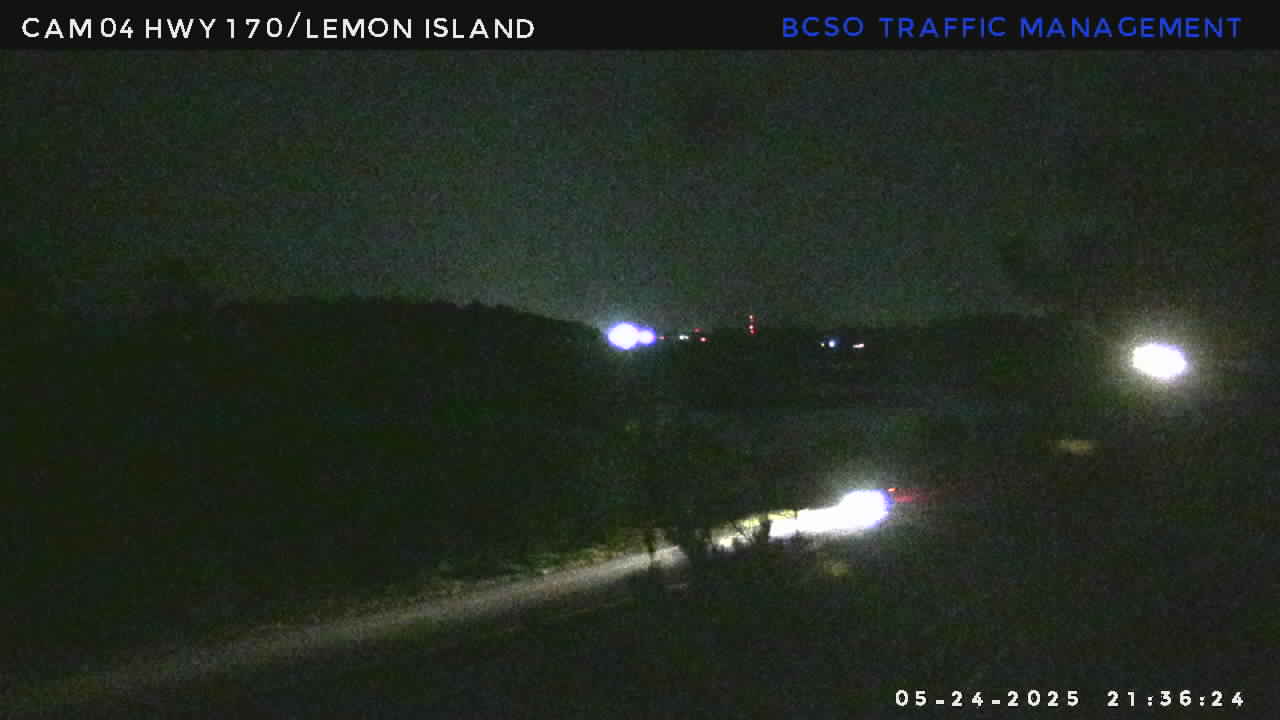 CAM04 HWY 170/LEMON ISLAND
BCSO TRAFFIC MANAGEMENT
05-24-2025 21:36:24